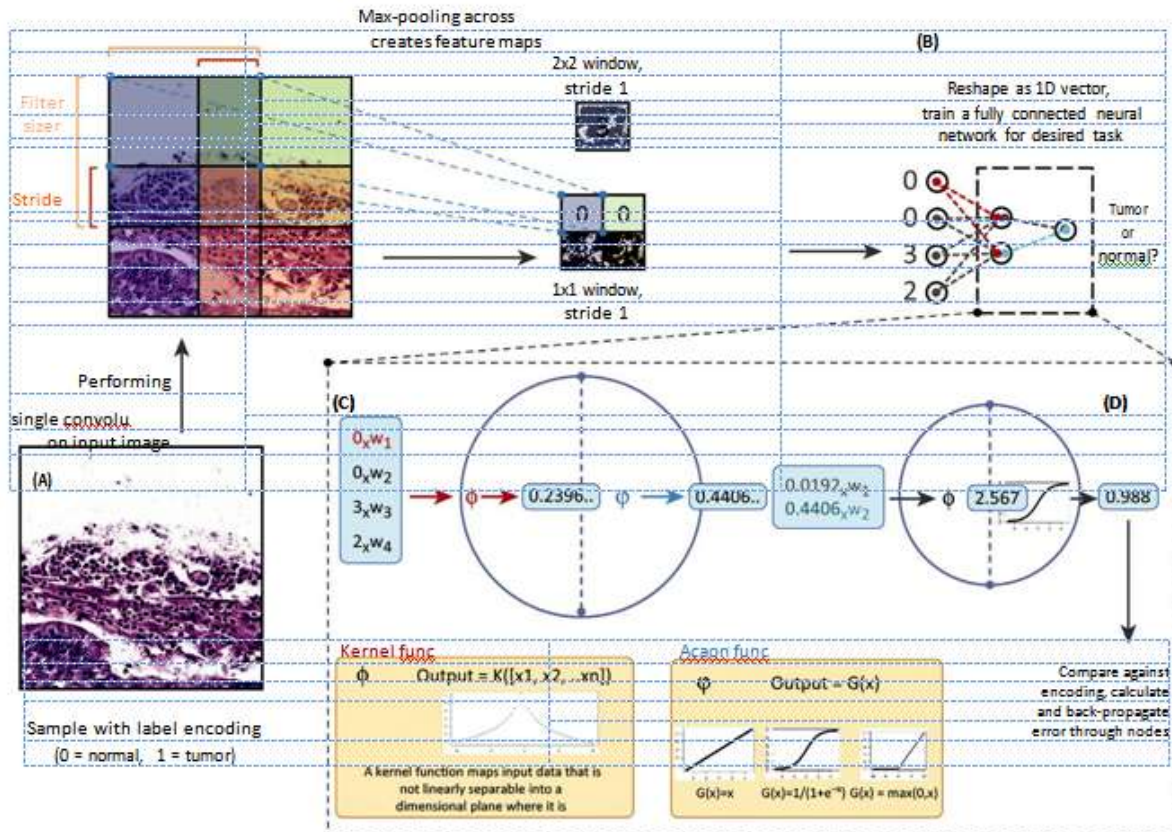 Max-pooling across
creates feature maps
(B)
2x2 window,
stride 1
Filter
sizer
Reshape as 1D vector,
train a fully connected neural
network for desired task
Stride
0
0
3
2
0 0
Tumor
or
normal?
1x1 window,
stride 1
Performing
single convolu
on input image
(A)
(C)
(D)
0xw1
0xw2
3xw3
2xw4
ϕ
0.2396..
φ
0.4406..
0.0192xw1
0.4406xw2
ϕ
2.567
0.988
Kernel func
ϕ Output = K([x1, x2, ..xn])
A kernel function maps input data that is
not linearly separable into a
dimensional plane where it is
Acaon func
φ Output = G(x)
G(x)=x G(x)=1/(1+e⁻ˣ) G(x) = max(0,x)
Compare against
encoding, calculate
and back-propagate
error through nodes
Sample with label encoding
(0 = normal, 1 = tumor)